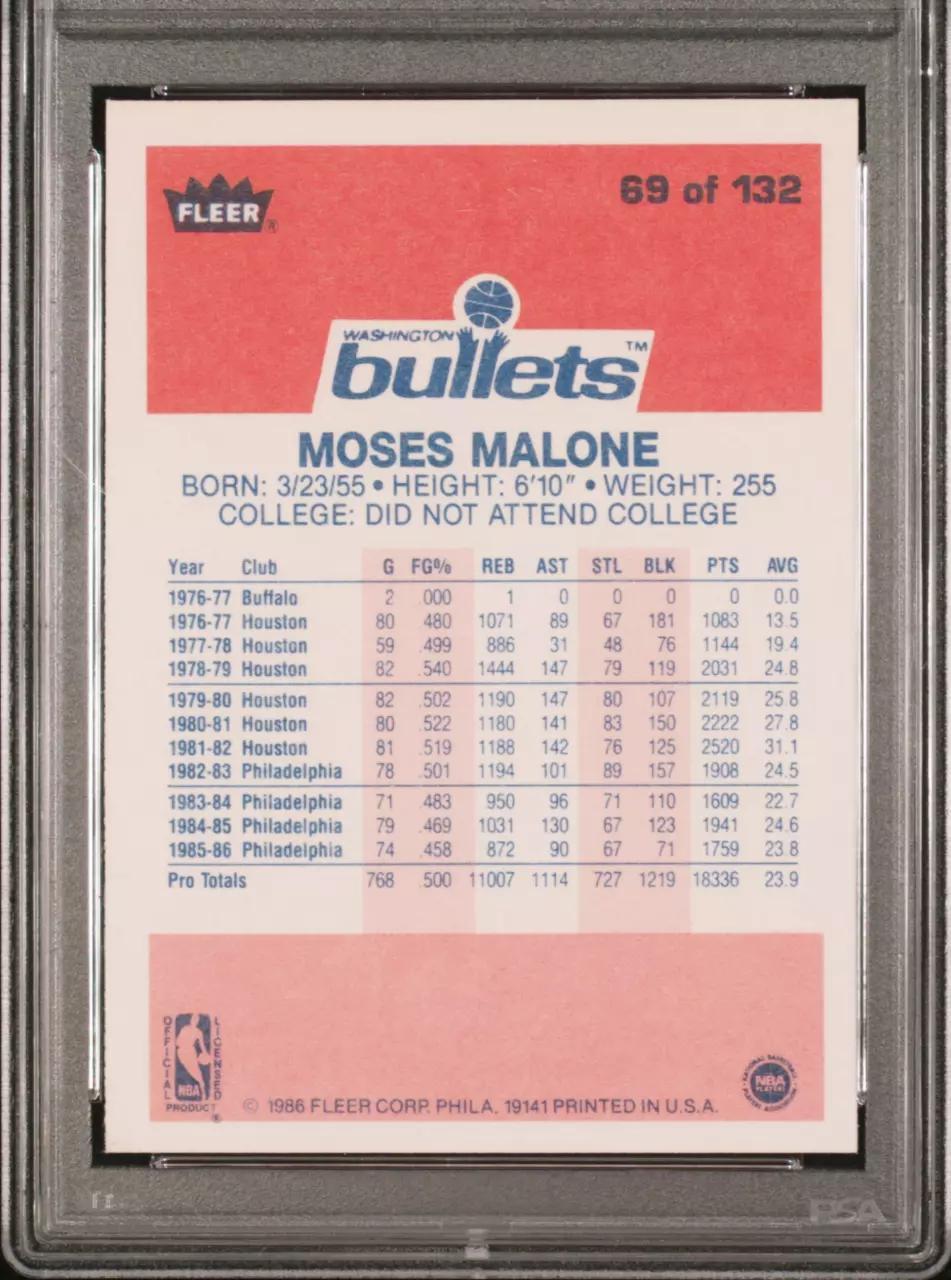 FLEER®
69 of 132
WASHINGTON
bullets™
MOSES MALONE
BORN: 3/23/55 • HEIGHT: 6'10" • WEIGHT: 255
COLLEGE: DID NOT ATTEND COLLEGE
Year Club G FG% REB AST STL BLK PTS AVG
1976-77 Buffalo 2 .000 1 0 0 0 0 0.0
1976-77 Houston 80 .480 1071 89 67 181 1083 13.5
1977-78 Houston 59 .499 886 31 48 76 1144 19.4
1978-79 Houston 82 .540 1444 147 79 119 2031 24.8
1979-80 Houston 82 .502 1190 147 80 107 2119 25.8
1980-81 Houston 80 .522 1180 141 83 150 2222 27.8
1981-82 Houston 81 .519 1188 142 76 125 2520 31.1
1982-83 Philadelphia 78 .501 1194 101 89 157 1908 24.5
1983-84 Philadelphia 71 .483 950 96 71 110 1609 22.7
1984-85 Philadelphia 79 .469 1031 130 67 123 1941 24.6
1985-86 Philadelphia 74 .458 872 90 67 71 1759 23.8
Pro Totals 768 .500 11007 1114 727 1219 18336 23.9
OFFICIAL
LICENSED
NBA
PRODUCT®
© 1986 FLEER CORP. PHILA. 19141 PRINTED IN U.S.A.
NATIONAL BASKETBALL
NBA
PLAYERS
PLAYERS ASSOCIATION
PSA